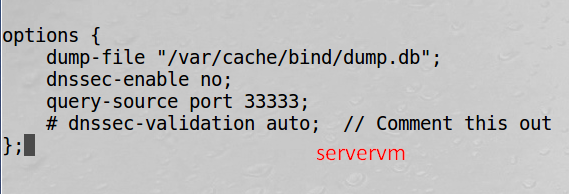 options {
    dump-file "/var/cache/bind/dump.db";
    dnssec-enable no;
    query-source port 33333;
    # dnssec-validation auto;  // Comment this out
};
servervm